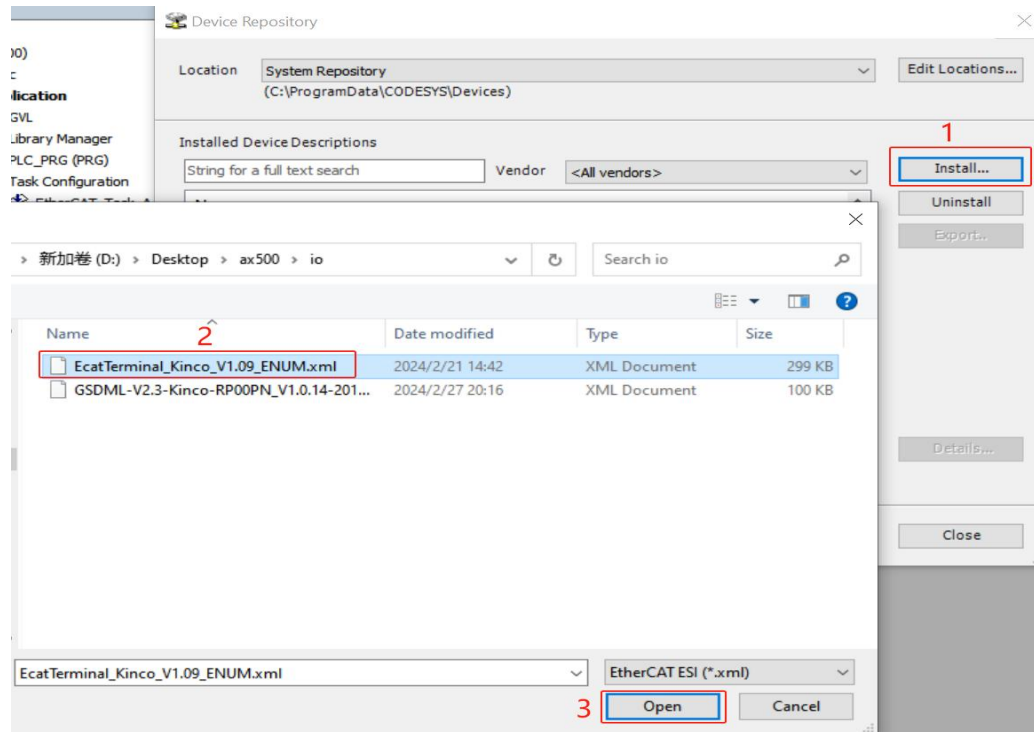 Device Repository
00)
c
lication
GVL
Library Manager
PLC_PRG (PRG)
Task Configuration
Location
System Repository
(C:\ProgramData\CODESYS\Devices)
Edit Locations...
Installed Device Descriptions
String for a full text search
Vendor
<All vendors>
1
Install...
Uninstall
Export...
> 新加卷 (D:) > Desktop > ax500 > io
Search io
Name
2
Date modified
Type
Size
EcatTerminal_Kinco_V1.09_ENUM.xml 2024/2/21 14:42 XML Document 299 KB
GSDML-V2.3-Kinco-RP00PN_V1.0.14-201... 2024/2/27 20:16 XML Document 100 KB
Details...
Close
EcatTerminal_Kinco_V1.09_ENUM.xml
EtherCAT ESI (*.xml)
3
Open
Cancel